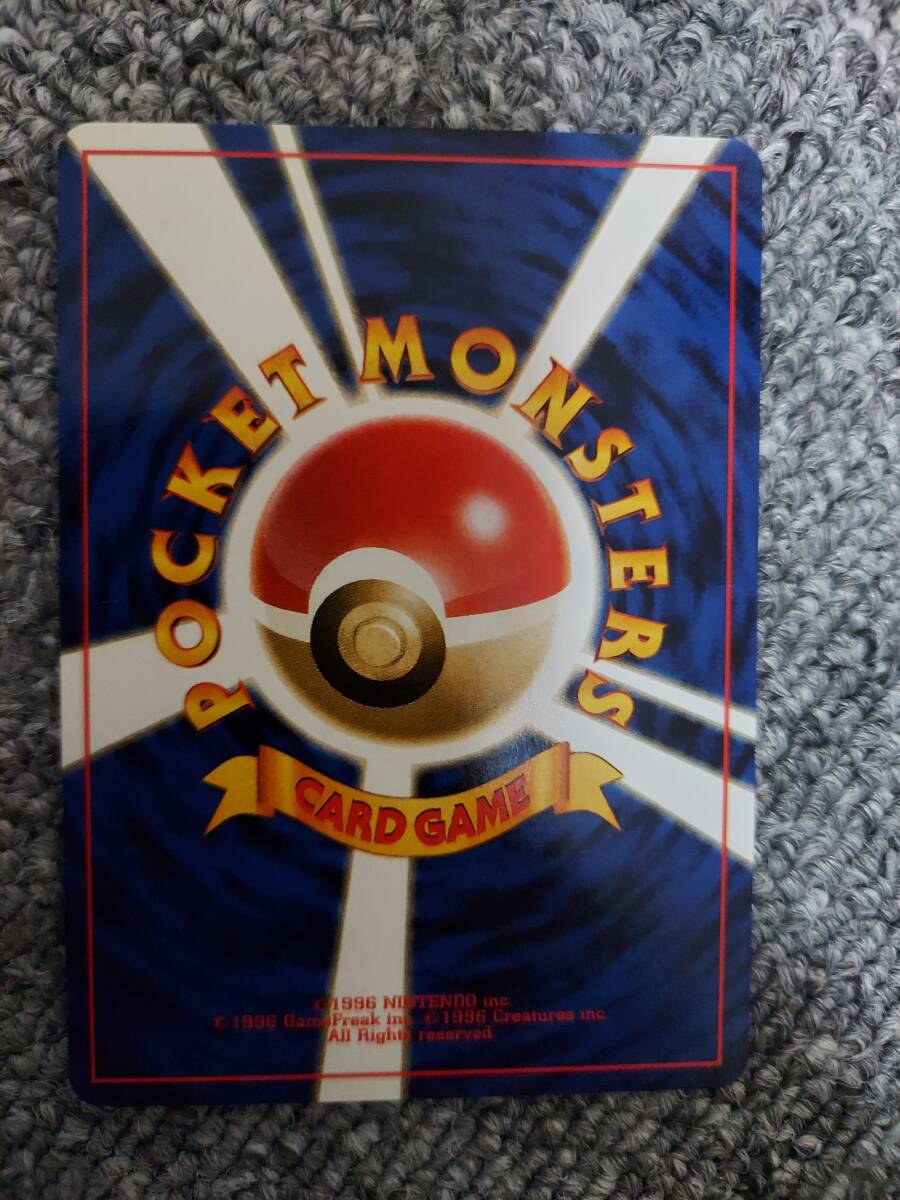 POCKET MONSTERS
CARD GAME
©1996 NINTENDO inc.
©1996 GameFreak inc. ©1996 Creatures inc.
All Rights reserved.